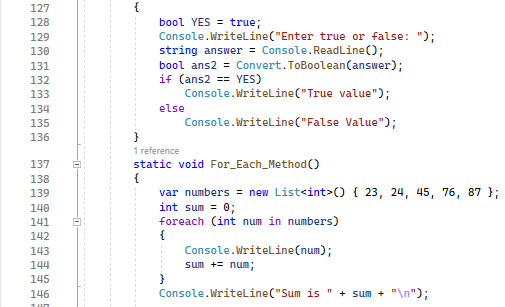 127 {
128 bool YES = true;
129 Console.WriteLine("Enter true or false: ");
130 string answer = Console.ReadLine();
131 bool ans2 = Convert.ToBoolean(answer);
132 if (ans2 == YES)
133 Console.WriteLine("True value");
134 else
135 Console.WriteLine("False Value");
136 }
1 reference
137 static void For_Each_Method()
138 {
139 var numbers = new List<int>() { 23, 24, 45, 76, 87 };
140 int sum = 0;
141 foreach (int num in numbers)
142 {
143 Console.WriteLine(num);
144 sum += num;
145 }
146 Console.WriteLine("Sum is " + sum + "\n");